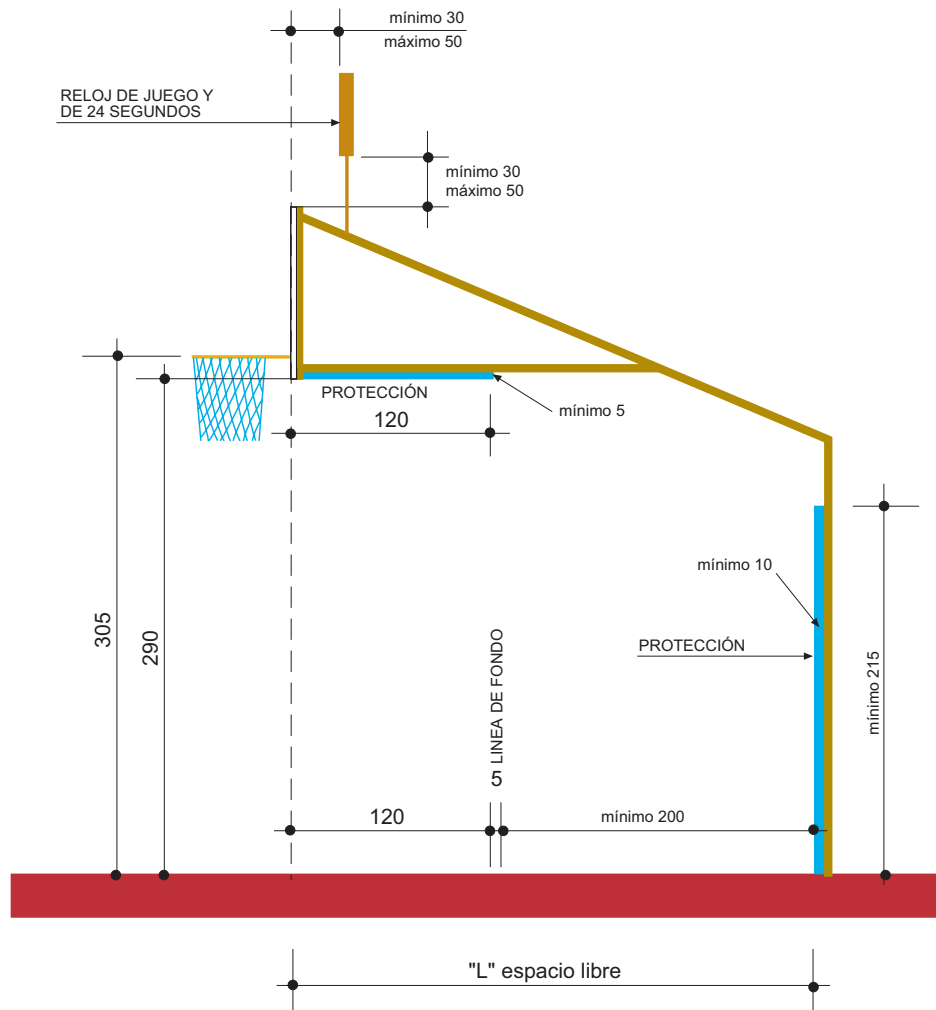 mínimo 30
máximo 50
RELOJ DE JUEGO Y
DE 24 SEGUNDOS
mínimo 30
máximo 50
PROTECCIÓN
mínimo 5
120
305
290
mínimo 10
PROTECCIÓN
mínimo 215
LINEA DE FONDO
5
120
mínimo 200
"L" espacio libre